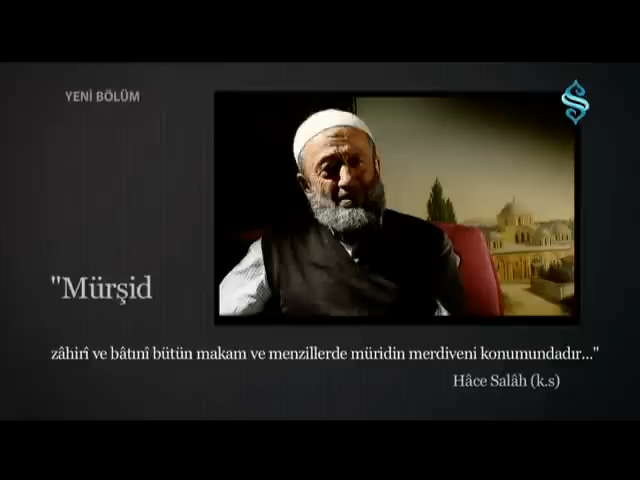 YENİ BÖLÜM
"Mürşid
zâhirî ve bâtınî bütün makam ve menzillerde müridin merdiveni konumundadır..."
Hâce Salâh (k.s)